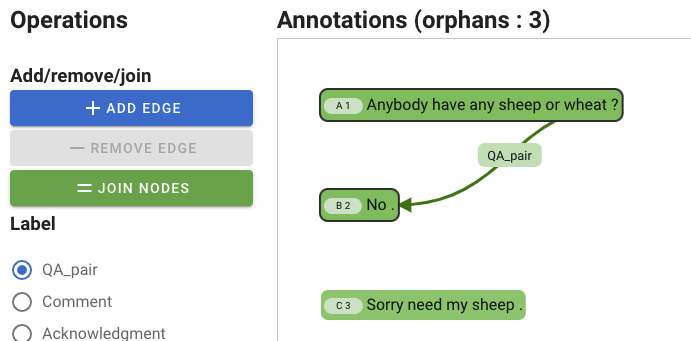 Operations
Add/remove/join
+ ADD EDGE
— REMOVE EDGE
= JOIN NODES
Label
QA_pair
Comment
Acknowledgment
Annotations (orphans : 3)
A 1 Anybody have any sheep or wheat ?
QA_pair
B 2 No .
C 3 Sorry need my sheep .